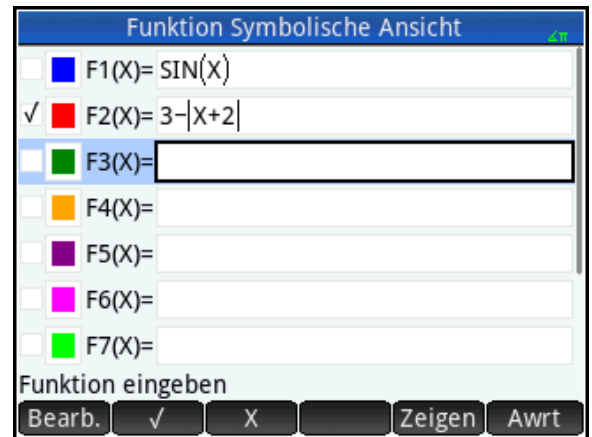 Funktion Symbolische Ansicht ∡π
F1(X)= SIN(X)
√ F2(X)= 3-|X+2|
F3(X)=
F4(X)=
F5(X)=
F6(X)=
F7(X)=
Funktion eingeben
Bearb. √ X Zeigen Awrt